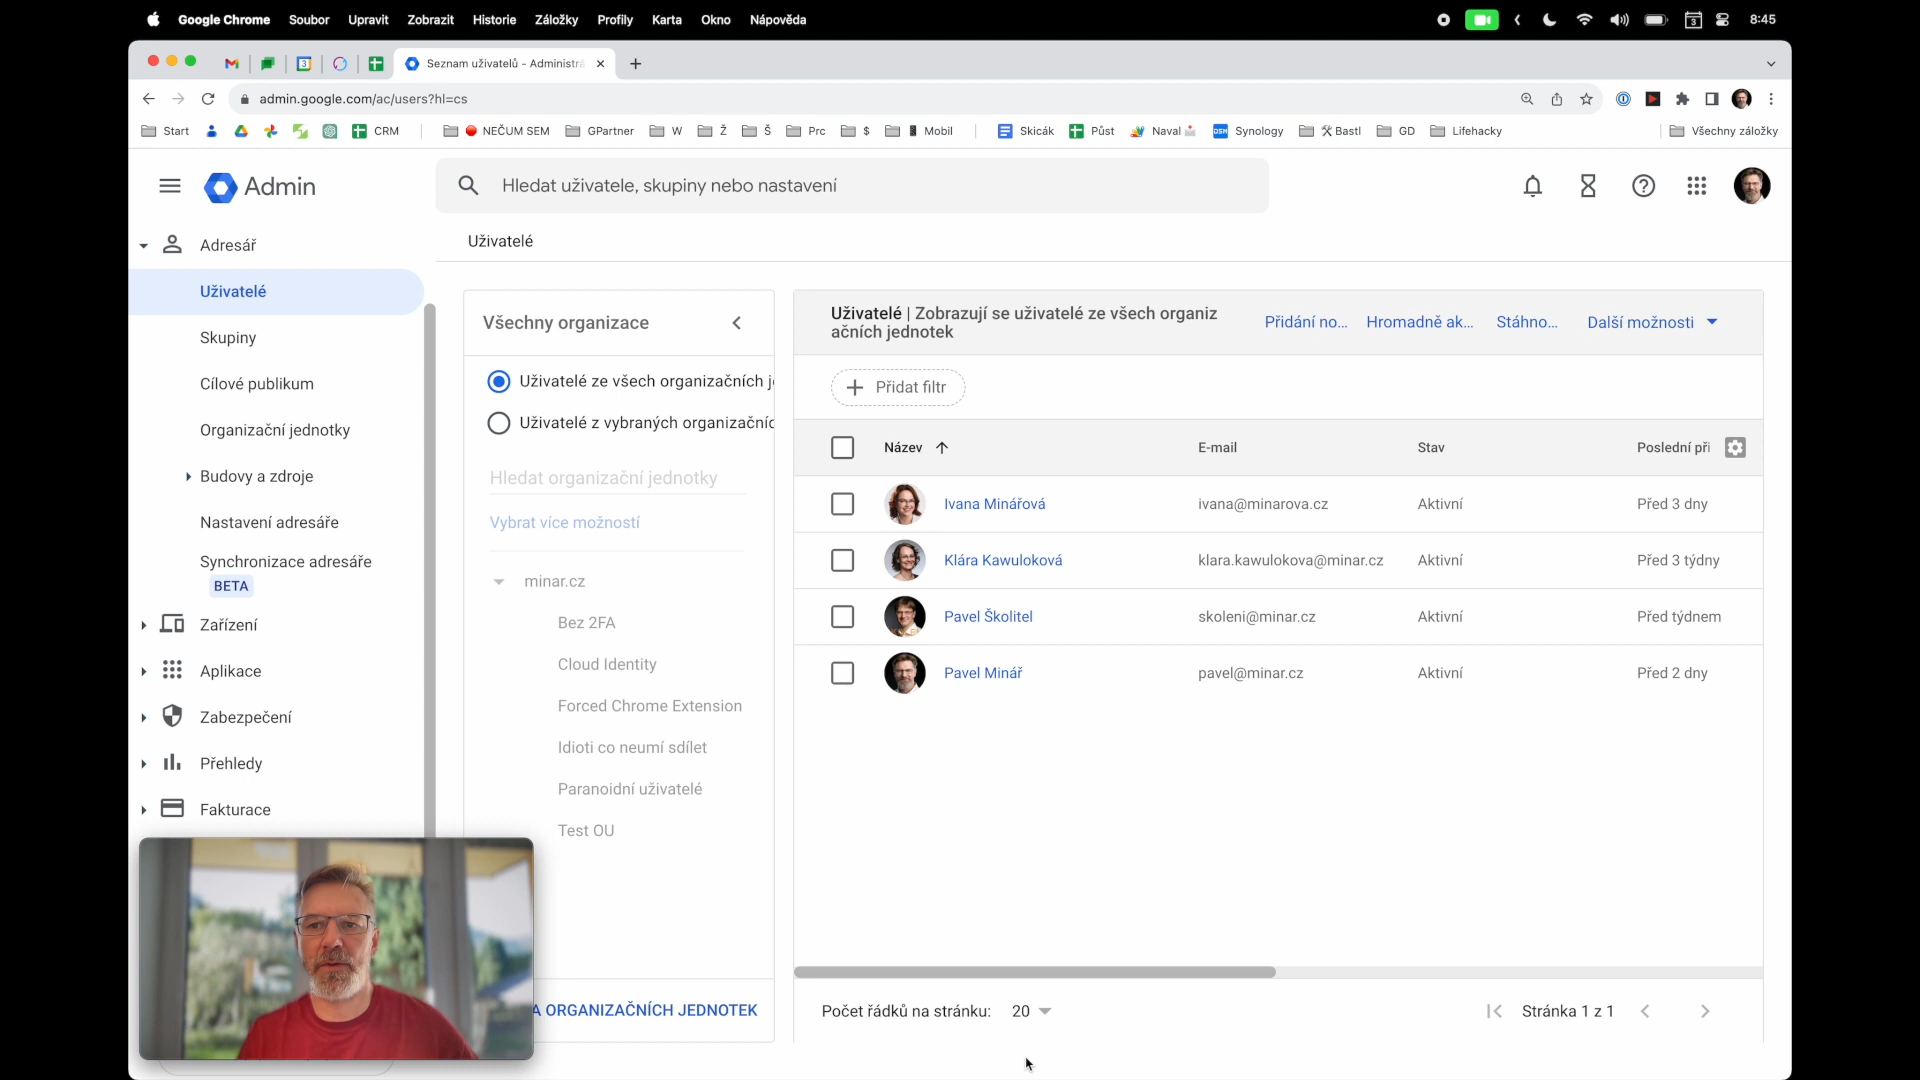 Google Chrome Soubor Upravit Zobrazit Historie Záložky Profily Karta Okno Nápověda 3 8:45
3 Seznam uživatelů - Administrá
admin.google.com/ac/users?hl=cs
Start CRM NEČUM SEM GPartner W Ž Š Prc $ Mobil Skicák Půst Naval DSM Synology Bastl GD Lifehacky Všechny záložky
Admin
Hledat uživatele, skupiny nebo nastavení
Adresář
Uživatelé
Skupiny
Cílové publikum
Organizační jednotky
Budovy a zdroje
Nastavení adresáře
Synchronizace adresáře
BETA
Zařízení
Aplikace
Zabezpečení
Přehledy
Fakturace
Uživatelé
Všechny organizace
Uživatelé ze všech organizačních j
Uživatelé z vybraných organizačníc
Hledat organizační jednotky
Vybrat více možností
minar.cz
Bez 2FA
Cloud Identity
Forced Chrome Extension
Idioti co neumí sdílet
Paranoidní uživatelé
Test OU
A ORGANIZAČNÍCH JEDNOTEK
Uživatelé | Zobrazují se uživatelé ze všech organiz
ačních jednotek
Přidání no... Hromadně ak... Stáhno... Další možnosti
Přidat filtr
Název E-mail Stav Poslední při
Ivana Minářová ivana@minarova.cz Aktivní Před 3 dny
Klára Kawuloková klara.kawulokova@minar.cz Aktivní Před 3 týdny
Pavel Školitel skoleni@minar.cz Aktivní Před týdnem
Pavel Minář pavel@minar.cz Aktivní Před 2 dny
Počet řádků na stránku: 20 Stránka 1 z 1